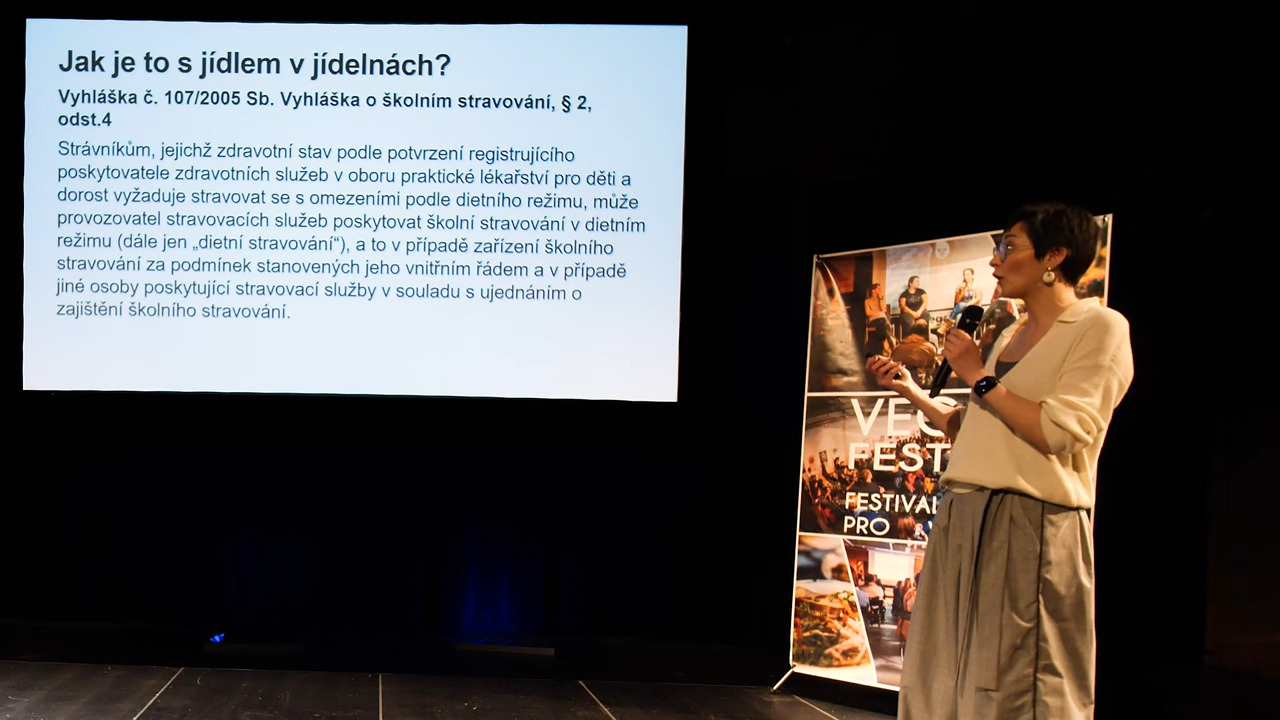 Jak je to s jídlem v jídelnách?
Vyhláška č. 107/2005 Sb. Vyhláška o školním stravování, § 2,
odst.4
Strávníkům, jejichž zdravotní stav podle potvrzení registrujícího
poskytovatele zdravotních služeb v oboru praktické lékařství pro děti a
dorost vyžaduje stravovat se s omezeními podle dietního režimu, může
provozovatel stravovacích služeb poskytovat školní stravování v dietním
režimu (dále jen „dietní stravování“), a to v případě zařízení školního
stravování za podmínek stanovených jeho vnitřním řádem a v případě
jiné osoby poskytující stravovací služby v souladu s ujednáním o
zajištění školního stravování.
VEG
FEST
FESTIVAL
PRO